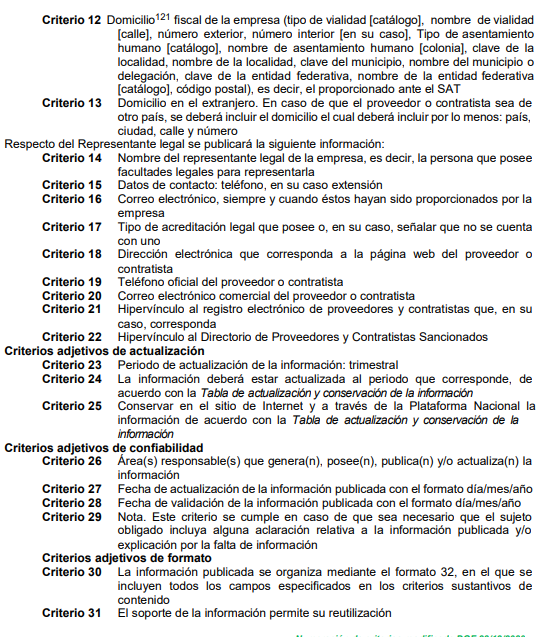 Criterio 12 Domicilio121 fiscal de la empresa (tipo de vialidad [catálogo], nombre de vialidad
[calle], número exterior, número interior [en su caso], Tipo de asentamiento
humano [catálogo], nombre de asentamiento humano [colonia], clave de la
localidad, nombre de la localidad, clave del municipio, nombre del municipio o
delegación, clave de la entidad federativa, nombre de la entidad federativa
[catálogo], código postal), es decir, el proporcionado ante el SAT
Criterio 13 Domicilio en el extranjero. En caso de que el proveedor o contratista sea de
otro país, se deberá incluir el domicilio el cual deberá incluir por lo menos: país,
ciudad, calle y número
Respecto del Representante legal se publicará la siguiente información:
Criterio 14 Nombre del representante legal de la empresa, es decir, la persona que posee
facultades legales para representarla
Criterio 15 Datos de contacto: teléfono, en su caso extensión
Criterio 16 Correo electrónico, siempre y cuando éstos hayan sido proporcionados por la
empresa
Criterio 17 Tipo de acreditación legal que posee o, en su caso, señalar que no se cuenta
con uno
Criterio 18 Dirección electrónica que corresponda a la página web del proveedor o
contratista
Criterio 19 Teléfono oficial del proveedor o contratista
Criterio 20 Correo electrónico comercial del proveedor o contratista
Criterio 21 Hipervínculo al registro electrónico de proveedores y contratistas que, en su
caso, corresponda
Criterio 22 Hipervínculo al Directorio de Proveedores y Contratistas Sancionados
Criterios adjetivos de actualización
Criterio 23 Periodo de actualización de la información: trimestral
Criterio 24 La información deberá estar actualizada al periodo que corresponde, de
acuerdo con la Tabla de actualización y conservación de la información
Criterio 25 Conservar en el sitio de Internet y a través de la Plataforma Nacional la
información de acuerdo con la Tabla de actualización y conservación de la
información
Criterios adjetivos de confiabilidad
Criterio 26 Área(s) responsable(s) que genera(n), posee(n), publica(n) y/o actualiza(n) la
información
Criterio 27 Fecha de actualización de la información publicada con el formato día/mes/año
Criterio 28 Fecha de validación de la información publicada con el formato día/mes/año
Criterio 29 Nota. Este criterio se cumple en caso de que sea necesario que el sujeto
obligado incluya alguna aclaración relativa a la información publicada y/o
explicación por la falta de información
Criterios adjetivos de formato
Criterio 30 La información publicada se organiza mediante el formato 32, en el que se
incluyen todos los campos especificados en los criterios sustantivos de
contenido
Criterio 31 El soporte de la información permite su reutilización